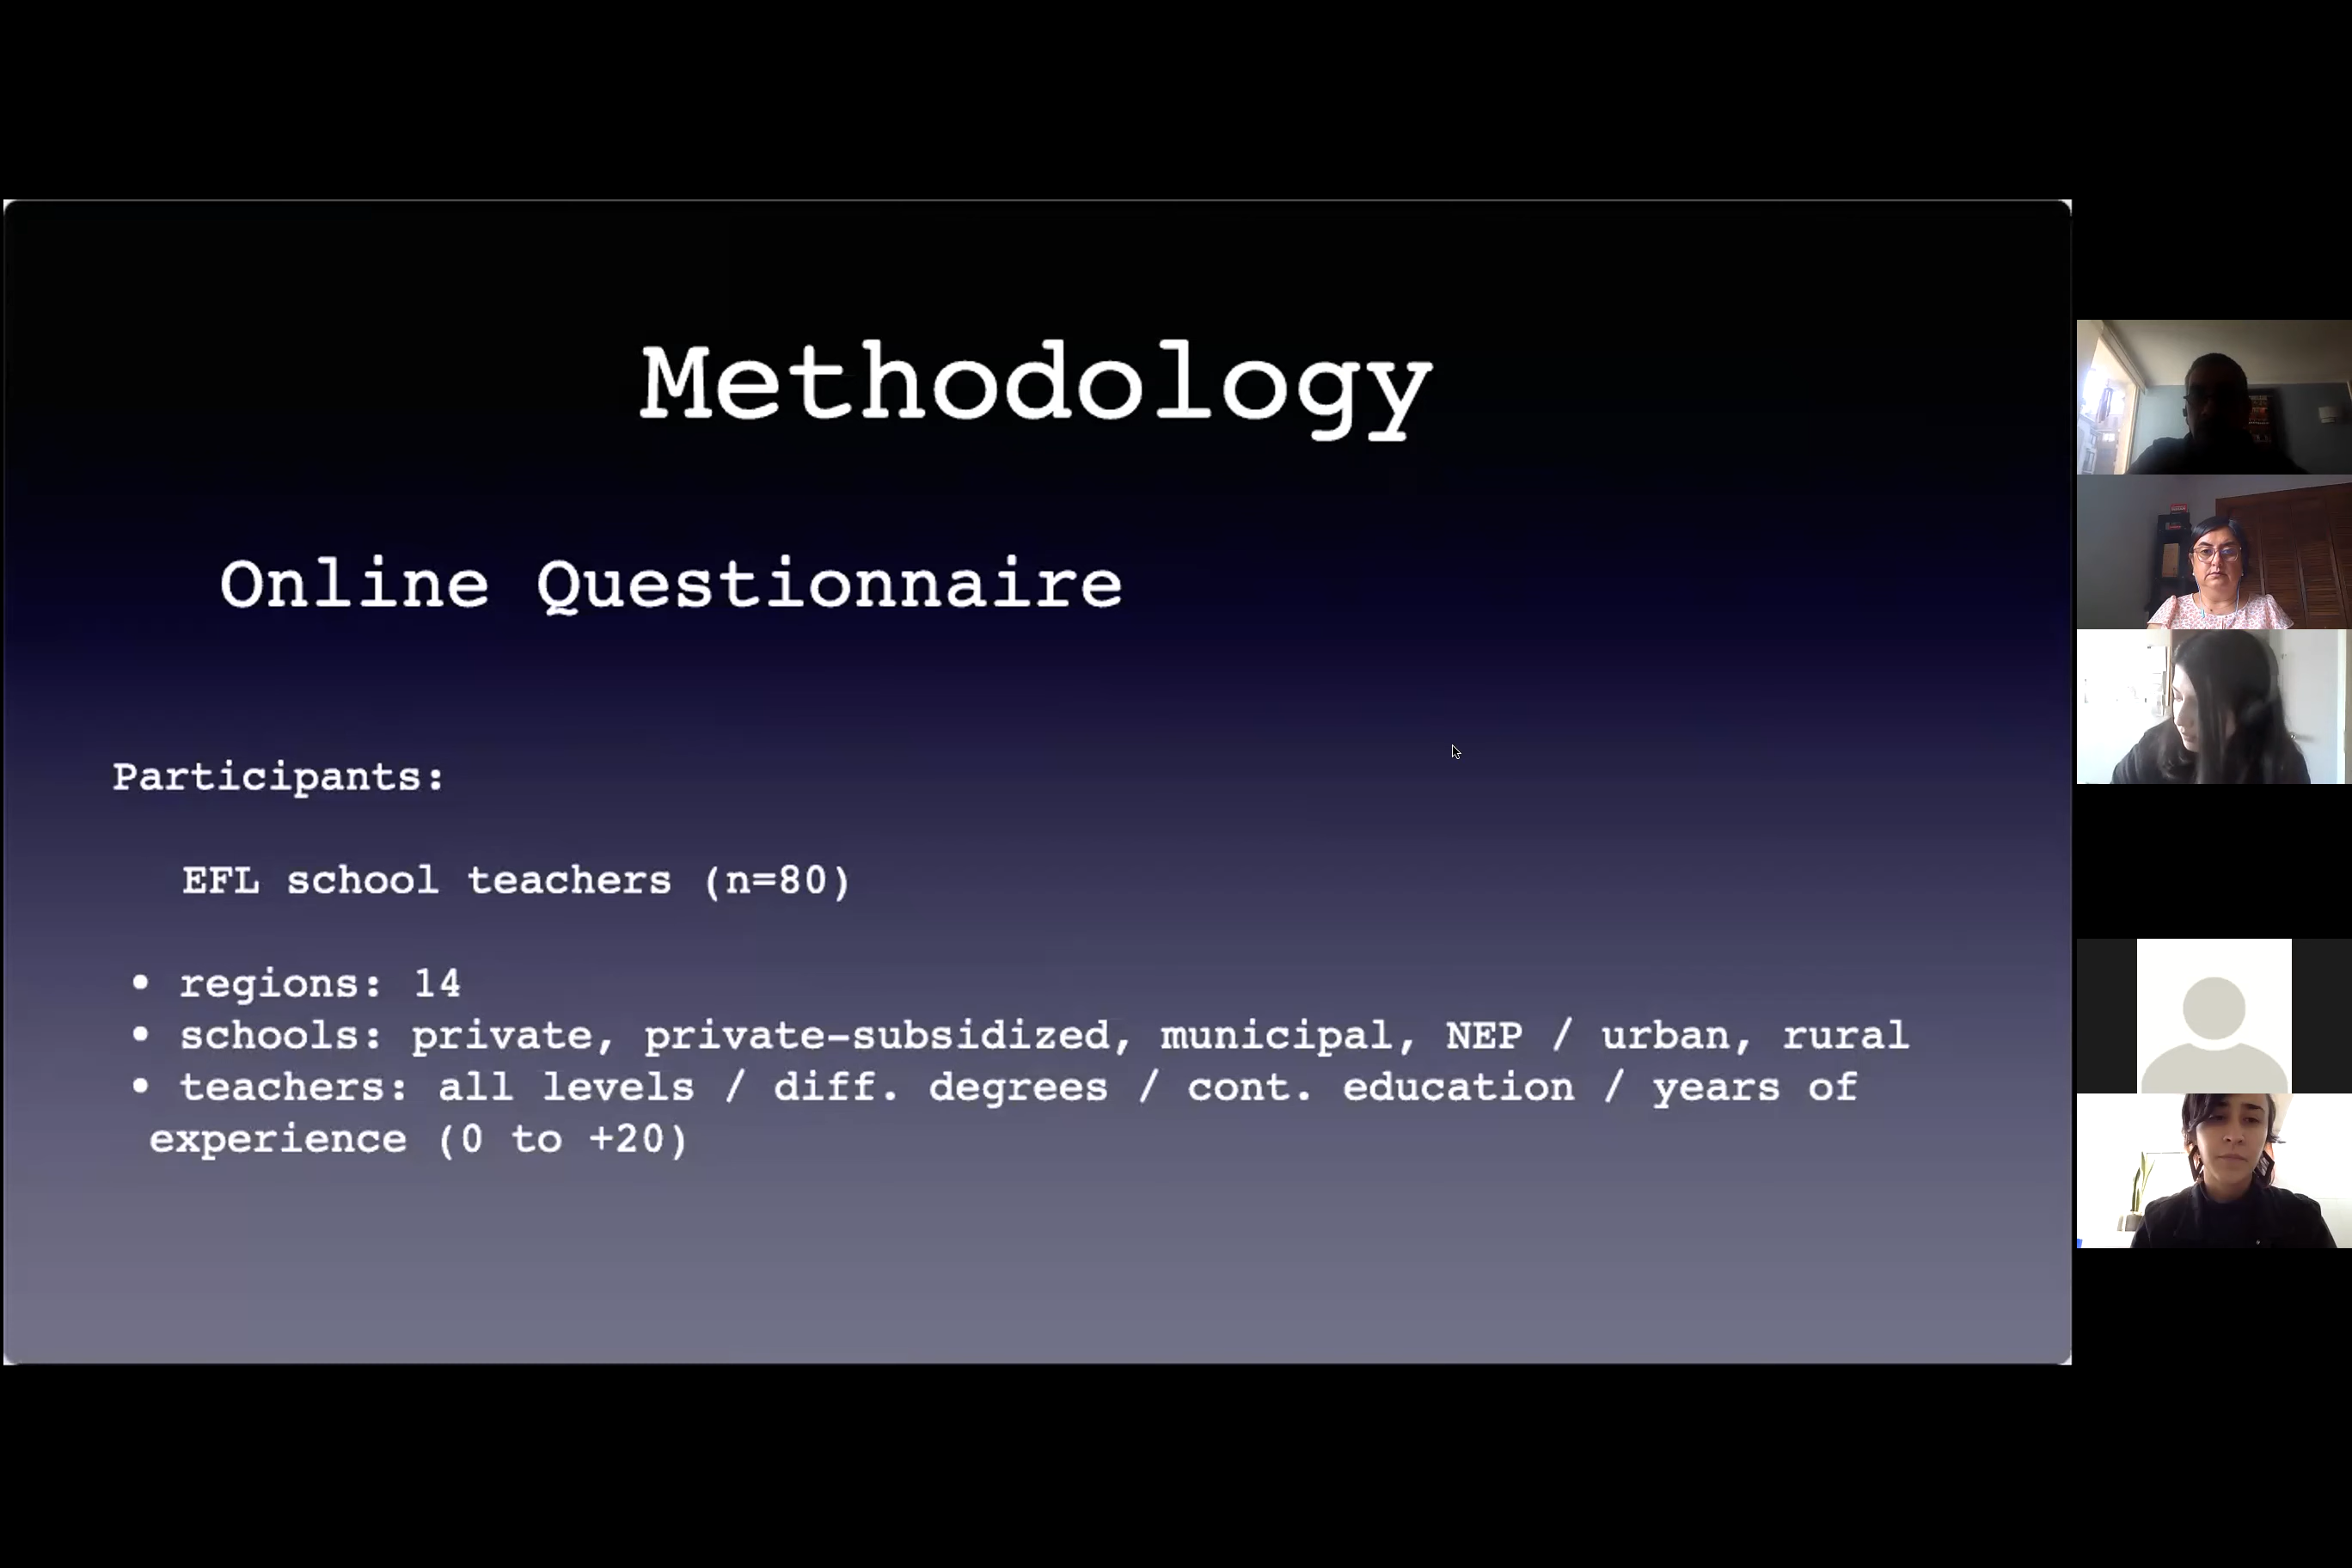 Methodology
Online Questionnaire
Participants:
EFL school teachers (n=80)
• regions: 14
• schools: private, private-subsidized, municipal, NEP / urban, rural
• teachers: all levels / diff. degrees / cont. education / years of
experience (0 to +20)